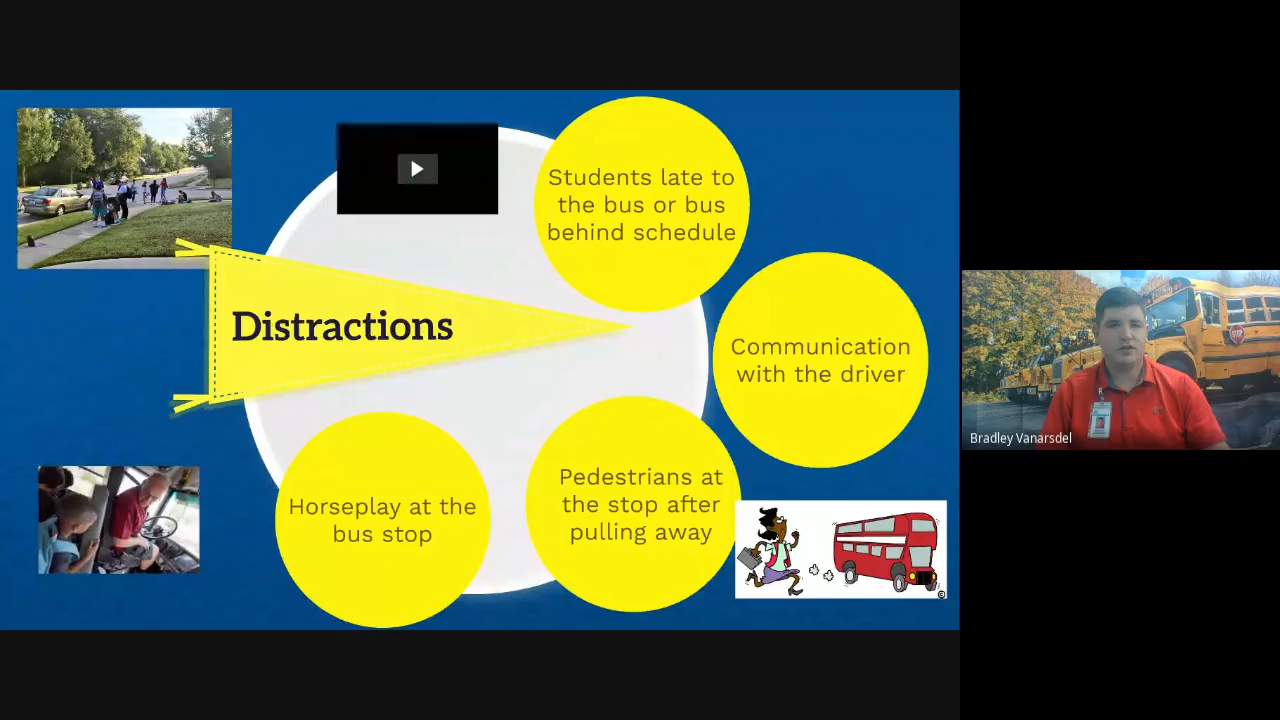 Students late to
the bus or bus
behind schedule
Distractions
Communication
with the driver
Horseplay at the
bus stop
Pedestrians at
the stop after
pulling away
©
STOP
Bradley Vanarsdel